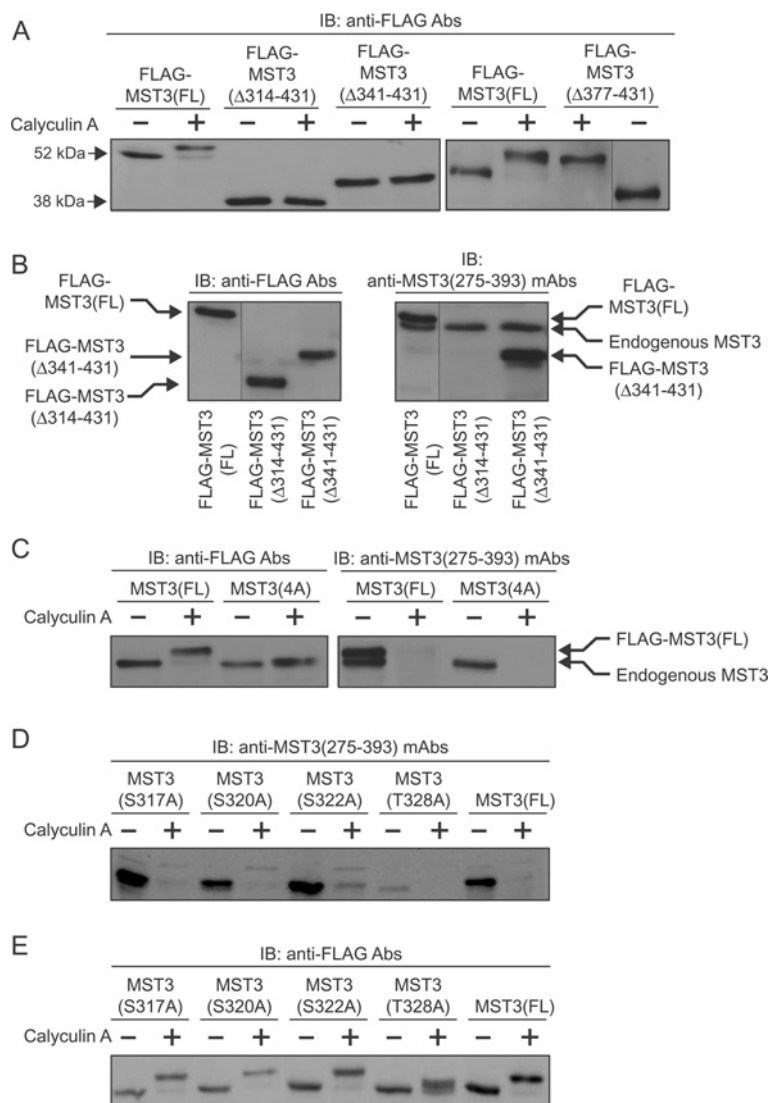 A
IB: anti-FLAG Abs
FLAG-
MST3(FL)
FLAG-
MST3
(Δ314-431)
FLAG-
MST3
(Δ341-431)
FLAG-
MST3(FL)
FLAG-
MST3
(Δ377-431)
Calyculin A − + − + − + − + + −
52 kDa
38 kDa
B
IB: anti-FLAG Abs
IB:
anti-MST3(275-393) mAbs
FLAG-
MST3(FL)
FLAG-MST3
(Δ341-431)
FLAG-MST3
(Δ314-431)
FLAG-
MST3(FL)
Endogenous MST3
FLAG-MST3
(Δ341-431)
FLAG-MST3
(FL)
FLAG-MST3
(Δ314-431)
FLAG-MST3
(Δ341-431)
FLAG-MST3
(FL)
FLAG-MST3
(Δ314-431)
FLAG-MST3
(Δ341-431)
C
IB: anti-FLAG Abs
IB: anti-MST3(275-393) mAbs
MST3(FL) MST3(4A) MST3(FL) MST3(4A)
Calyculin A − + − + − + − +
FLAG-MST3(FL)
Endogenous MST3
D
IB: anti-MST3(275-393) mAbs
MST3
(S317A)
MST3
(S320A)
MST3
(S322A)
MST3
(T328A)
MST3(FL)
Calyculin A − + − + − + − + − +
E
IB: anti-FLAG Abs
MST3
(S317A)
MST3
(S320A)
MST3
(S322A)
MST3
(T328A)
MST3(FL)
Calyculin A − + − + − + − + − +